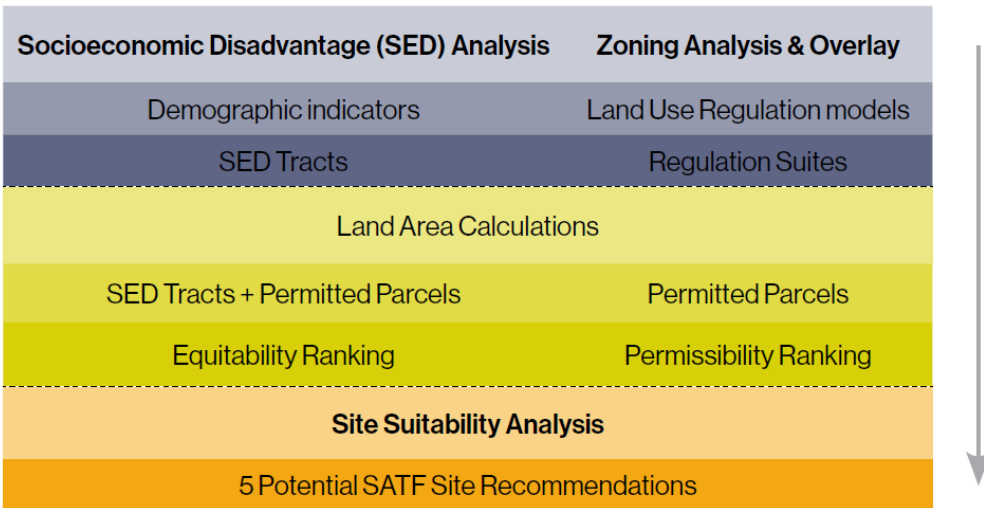 Socioeconomic Disadvantage (SED) Analysis Zoning Analysis & Overlay
Demographic indicators Land Use Regulation models
SED Tracts Regulation Suites
Land Area Calculations
SED Tracts + Permitted Parcels Permitted Parcels
Equitability Ranking Permissibility Ranking
Site Suitability Analysis
5 Potential SATF Site Recommendations